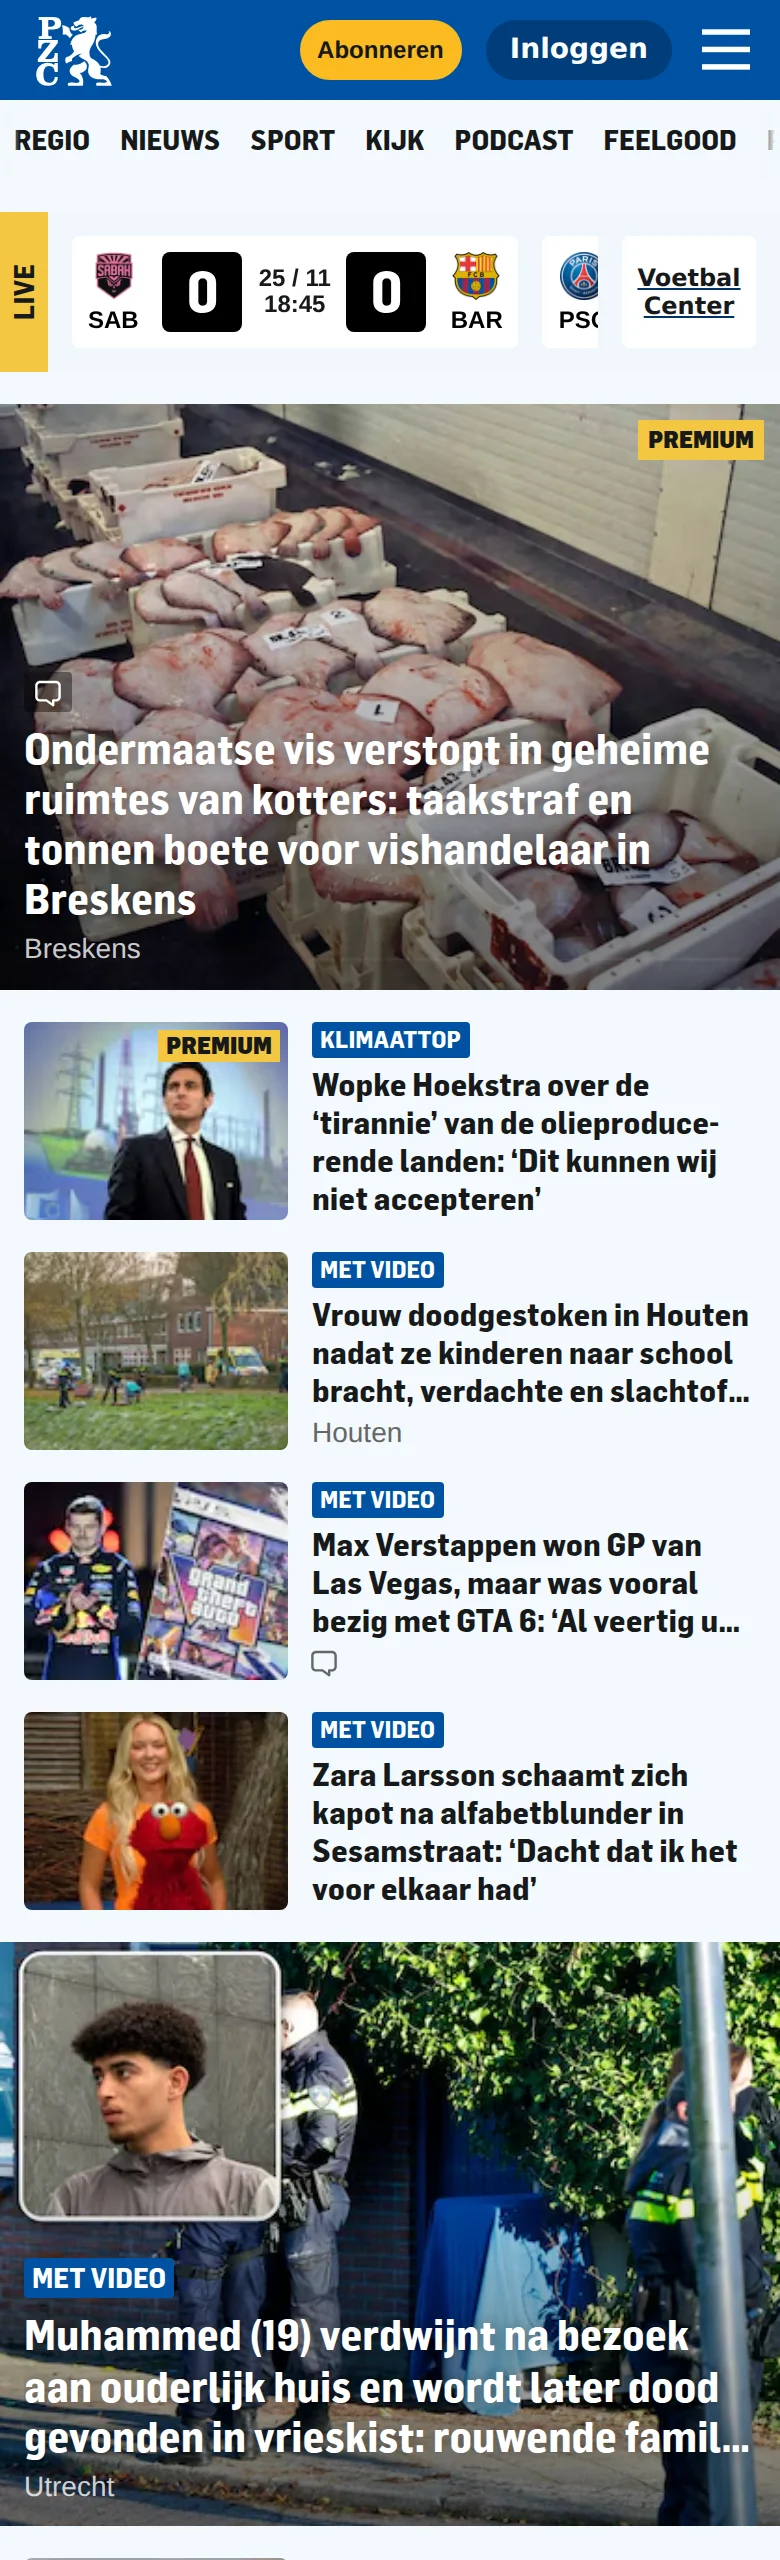 PZC
Abonneren
Inloggen
REGIO NIEUWS SPORT KIJK PODCAST FEELGOOD
LIVE
SABAH
SAB
0
25 / 11
18:45
0
FCB
BAR
PARIS
PSG
Voetbal
Center
PREMIUM
Ondermaatse vis verstopt in geheime
ruimtes van kotters: taakstraf en
tonnen boete voor vishandelaar in
Breskens
Breskens
PREMIUM
KLIMAATTOP
Wopke Hoekstra over de
‘tirannie’ van de olieproduce-
rende landen: ‘Dit kunnen wij
niet accepteren’
MET VIDEO
Vrouw doodgestoken in Houten
nadat ze kinderen naar school
bracht, verdachte en slachtof...
Houten
grand
theft
auto
MET VIDEO
Max Verstappen won GP van
Las Vegas, maar was vooral
bezig met GTA 6: ‘Al veertig u...
MET VIDEO
Zara Larsson schaamt zich
kapot na alfabetblunder in
Sesamstraat: ‘Dacht dat ik het
voor elkaar had’
MET VIDEO
Muhammed (19) verdwijnt na bezoek
aan ouderlijk huis en wordt later dood
gevonden in vrieskist: rouwende famil...
Utrecht